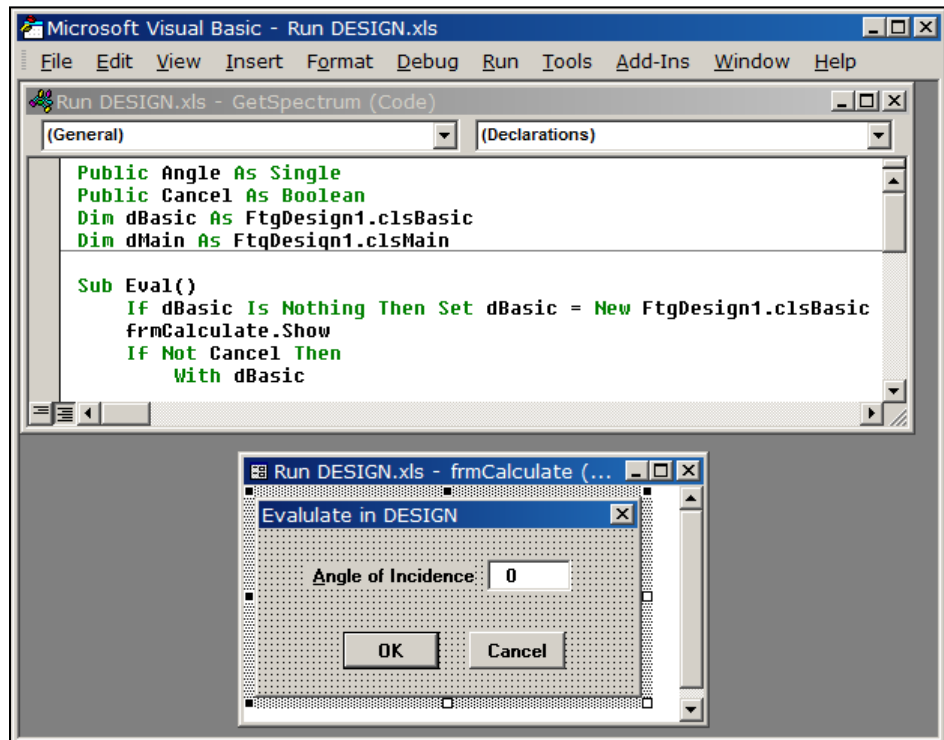 Microsoft Visual Basic - Run DESIGN.xls
File Edit View Insert Format Debug Run Tools Add-Ins Window Help
Run DESIGN.xls - GetSpectrum (Code)
(General) (Declarations)
Public Angle As Single
Public Cancel As Boolean
Dim dBasic As FtgDesign1.clsBasic
Dim dMain As FtgDesign1.clsMain
Sub Eval()
If dBasic Is Nothing Then Set dBasic = New FtgDesign1.clsBasic
frmCalculate.Show
If Not Cancel Then
With dBasic
Run DESIGN.xls - frmCalculate (...
Evalulate in DESIGN
Angle of Incidence 0
OK Cancel